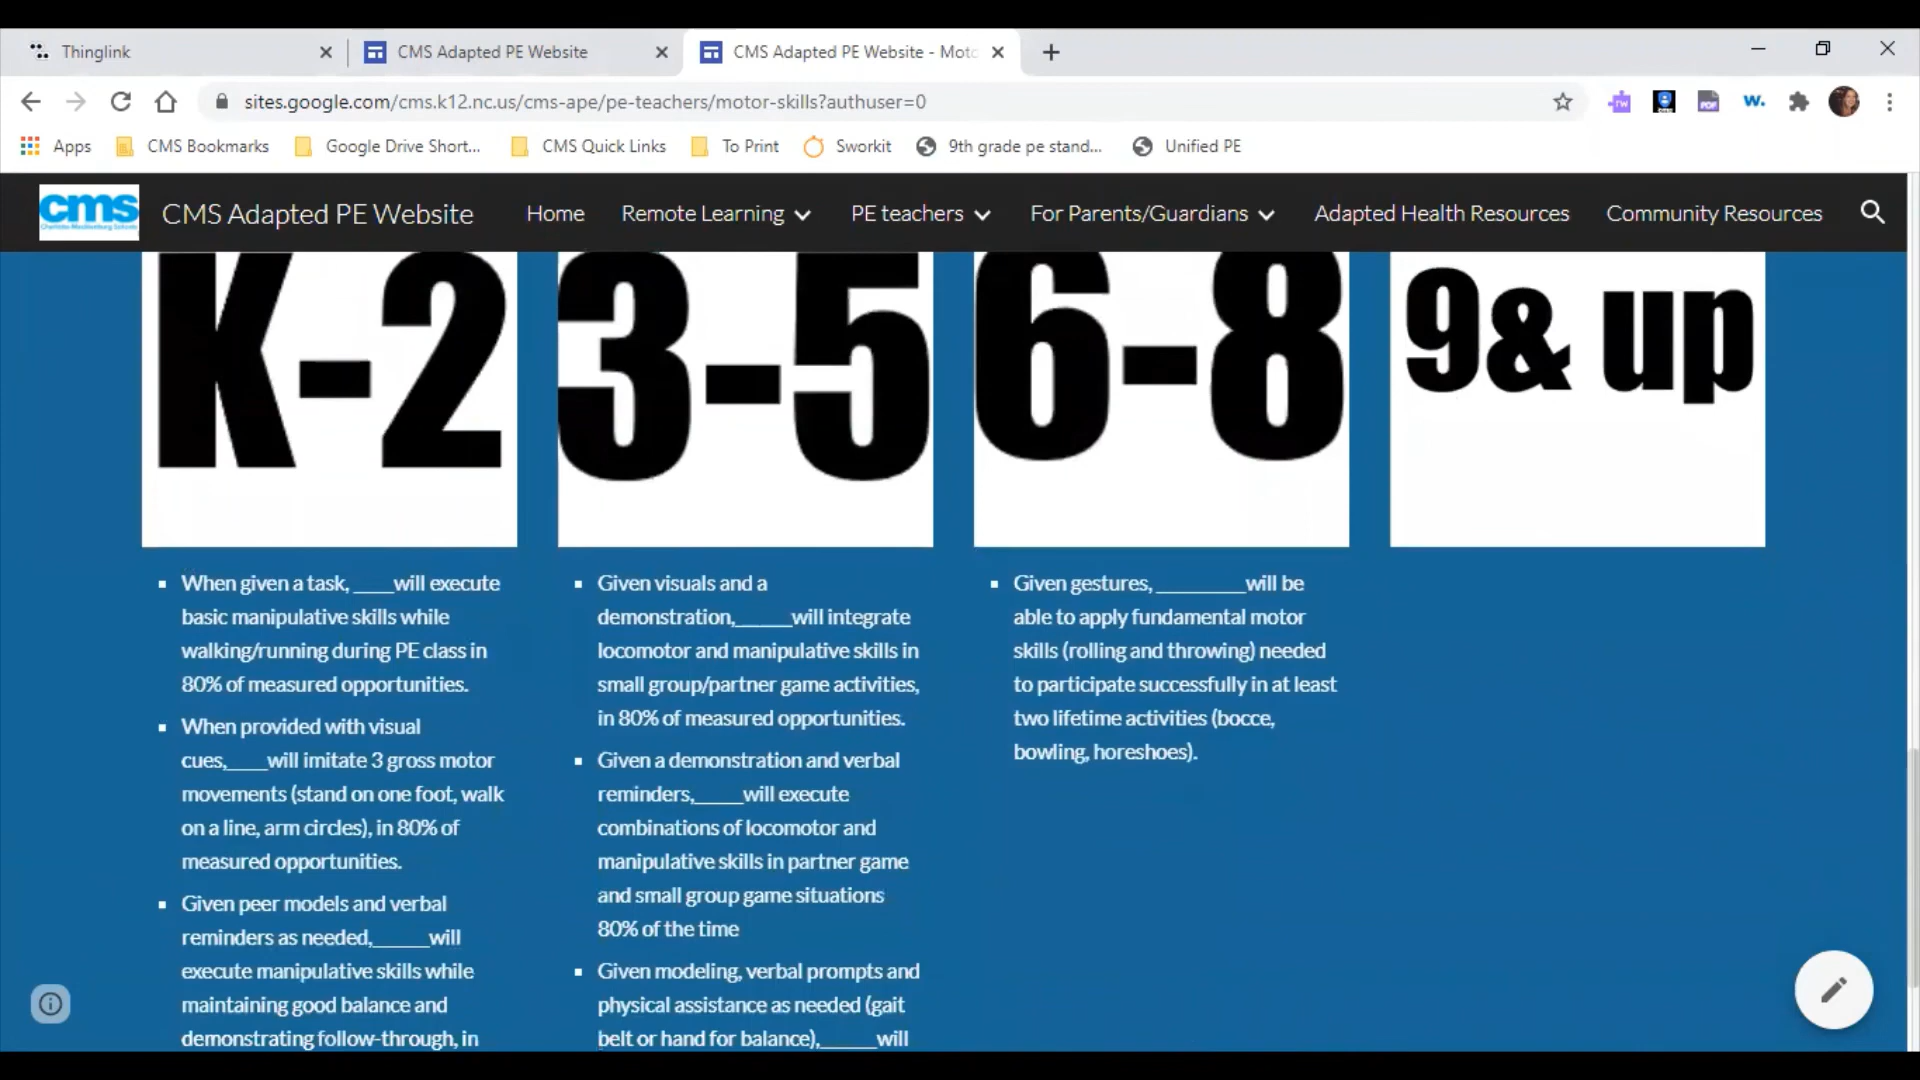 Thinglink
CMS Adapted PE Website
CMS Adapted PE Website - Moto
sites.google.com/cms.k12.nc.us/cms-ape/pe-teachers/motor-skills?authuser=0
rw
PDF
w.
Apps
CMS Bookmarks
Google Drive Short...
CMS Quick Links
To Print
Sworkit
9th grade pe stand...
Unified PE
cms
Charlotte-Mecklenburg Schools
CMS Adapted PE Website
Home
Remote Learning
PE teachers
For Parents/Guardians
Adapted Health Resources
Community Resources
K-2
3-5
6-8
9& up
When given a task, ____will execute
basic manipulative skills while
walking/running during PE class in
80% of measured opportunities.
When provided with visual
cues,____will imitate 3 gross motor
movements (stand on one foot, walk
on a line, arm circles), in 80% of
measured opportunities.
Given peer models and verbal
reminders as needed,______will
execute manipulative skills while
maintaining good balance and
demonstrating follow-through, in
Given visuals and a
demonstration,______will integrate
locomotor and manipulative skills in
small group/partner game activities,
in 80% of measured opportunities.
Given a demonstration and verbal
reminders,_____will execute
combinations of locomotor and
manipulative skills in partner game
and small group game situations
80% of the time
Given modeling, verbal prompts and
physical assistance as needed (gait
belt or hand for balance),______will
Given gestures, _________will be
able to apply fundamental motor
skills (rolling and throwing) needed
to participate successfully in at least
two lifetime activities (bocce,
bowling, horeshoes).